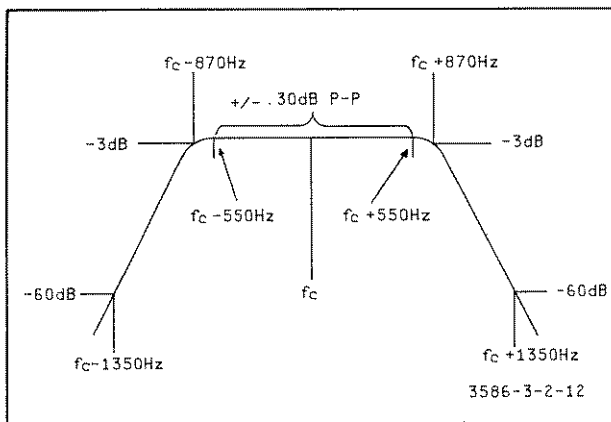 fc-870Hz
fc +870Hz
+/- .30dB P-P
-3dB
-3dB
fc-550Hz
fc +550Hz
-60dB
fc
-60dB
fc-1350Hz
fc +1350Hz
3586-3-2-12